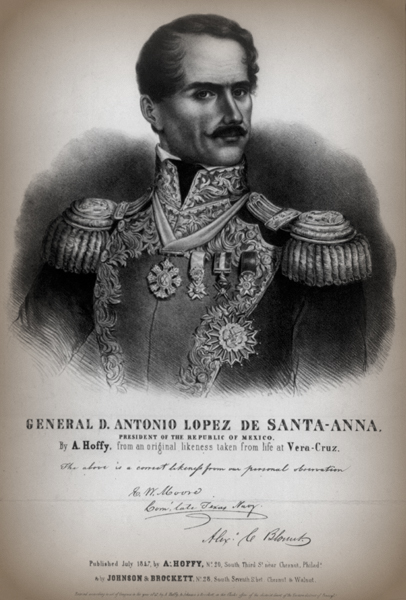 GENERAL D. ANTONIO LOPEZ DE SANTA-ANNA.
PRESIDENT OF THE REPUBLIC OF MEXICO.
By A. Hoffy, from an original likeness taken from life at Vera-Cruz.
The above is a correct likeness from our personal observation
E. W. Moore
Com. late Texas Navy
Alex. C.
Published July 1847, by A: HOFFY, No. 20, South Third St. near Chesnut, Philada.
& by JOHNSON & BROCKETT. No. 28, South Seventh St. bet. Chesnut & Walnut.